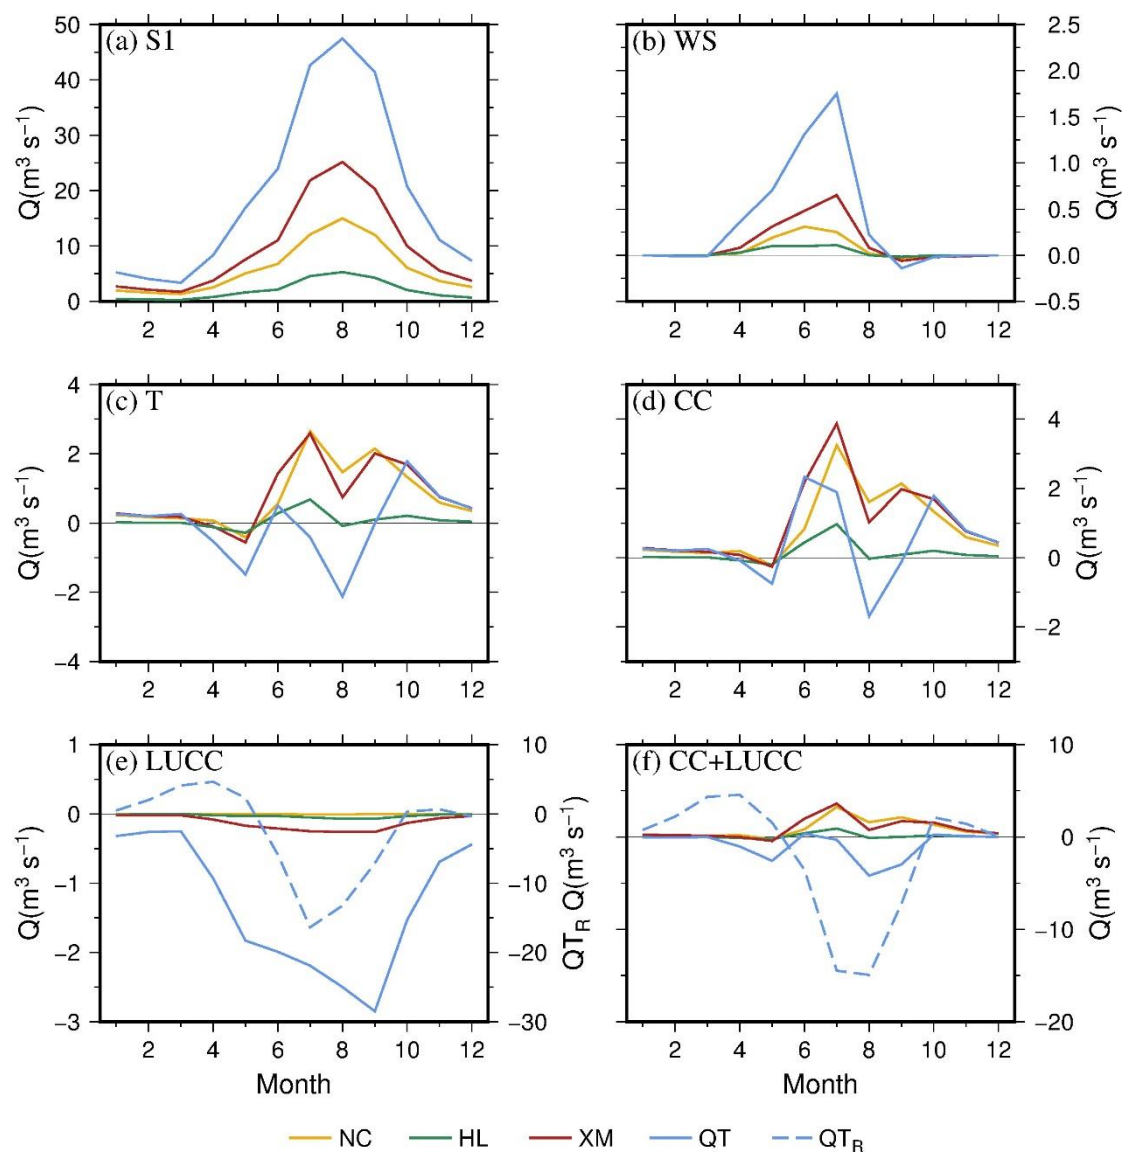 (a) S1
(b) WS
50
40
30
20
10
0
Q(m³ s⁻¹)
2 4 6 8 10 12
2.5
2.0
1.5
1.0
0.5
0.0
−0.5
Q(m³ s⁻¹)
2 4 6 8 10 12
(c) T
(d) CC
4
2
0
−2
−4
Q(m³ s⁻¹)
2 4 6 8 10 12
4
2
0
−2
Q(m³ s⁻¹)
2 4 6 8 10 12
(e) LUCC
(f) CC+LUCC
1
0
−1
−2
−3
Q(m³ s⁻¹)
10
0
−10
−20
−30
QT_R Q(m³ s⁻¹)
2 4 6 8 10 12
Month
10
0
−10
−20
Q(m³ s⁻¹)
2 4 6 8 10 12
Month
NC HL XM QT QT_R